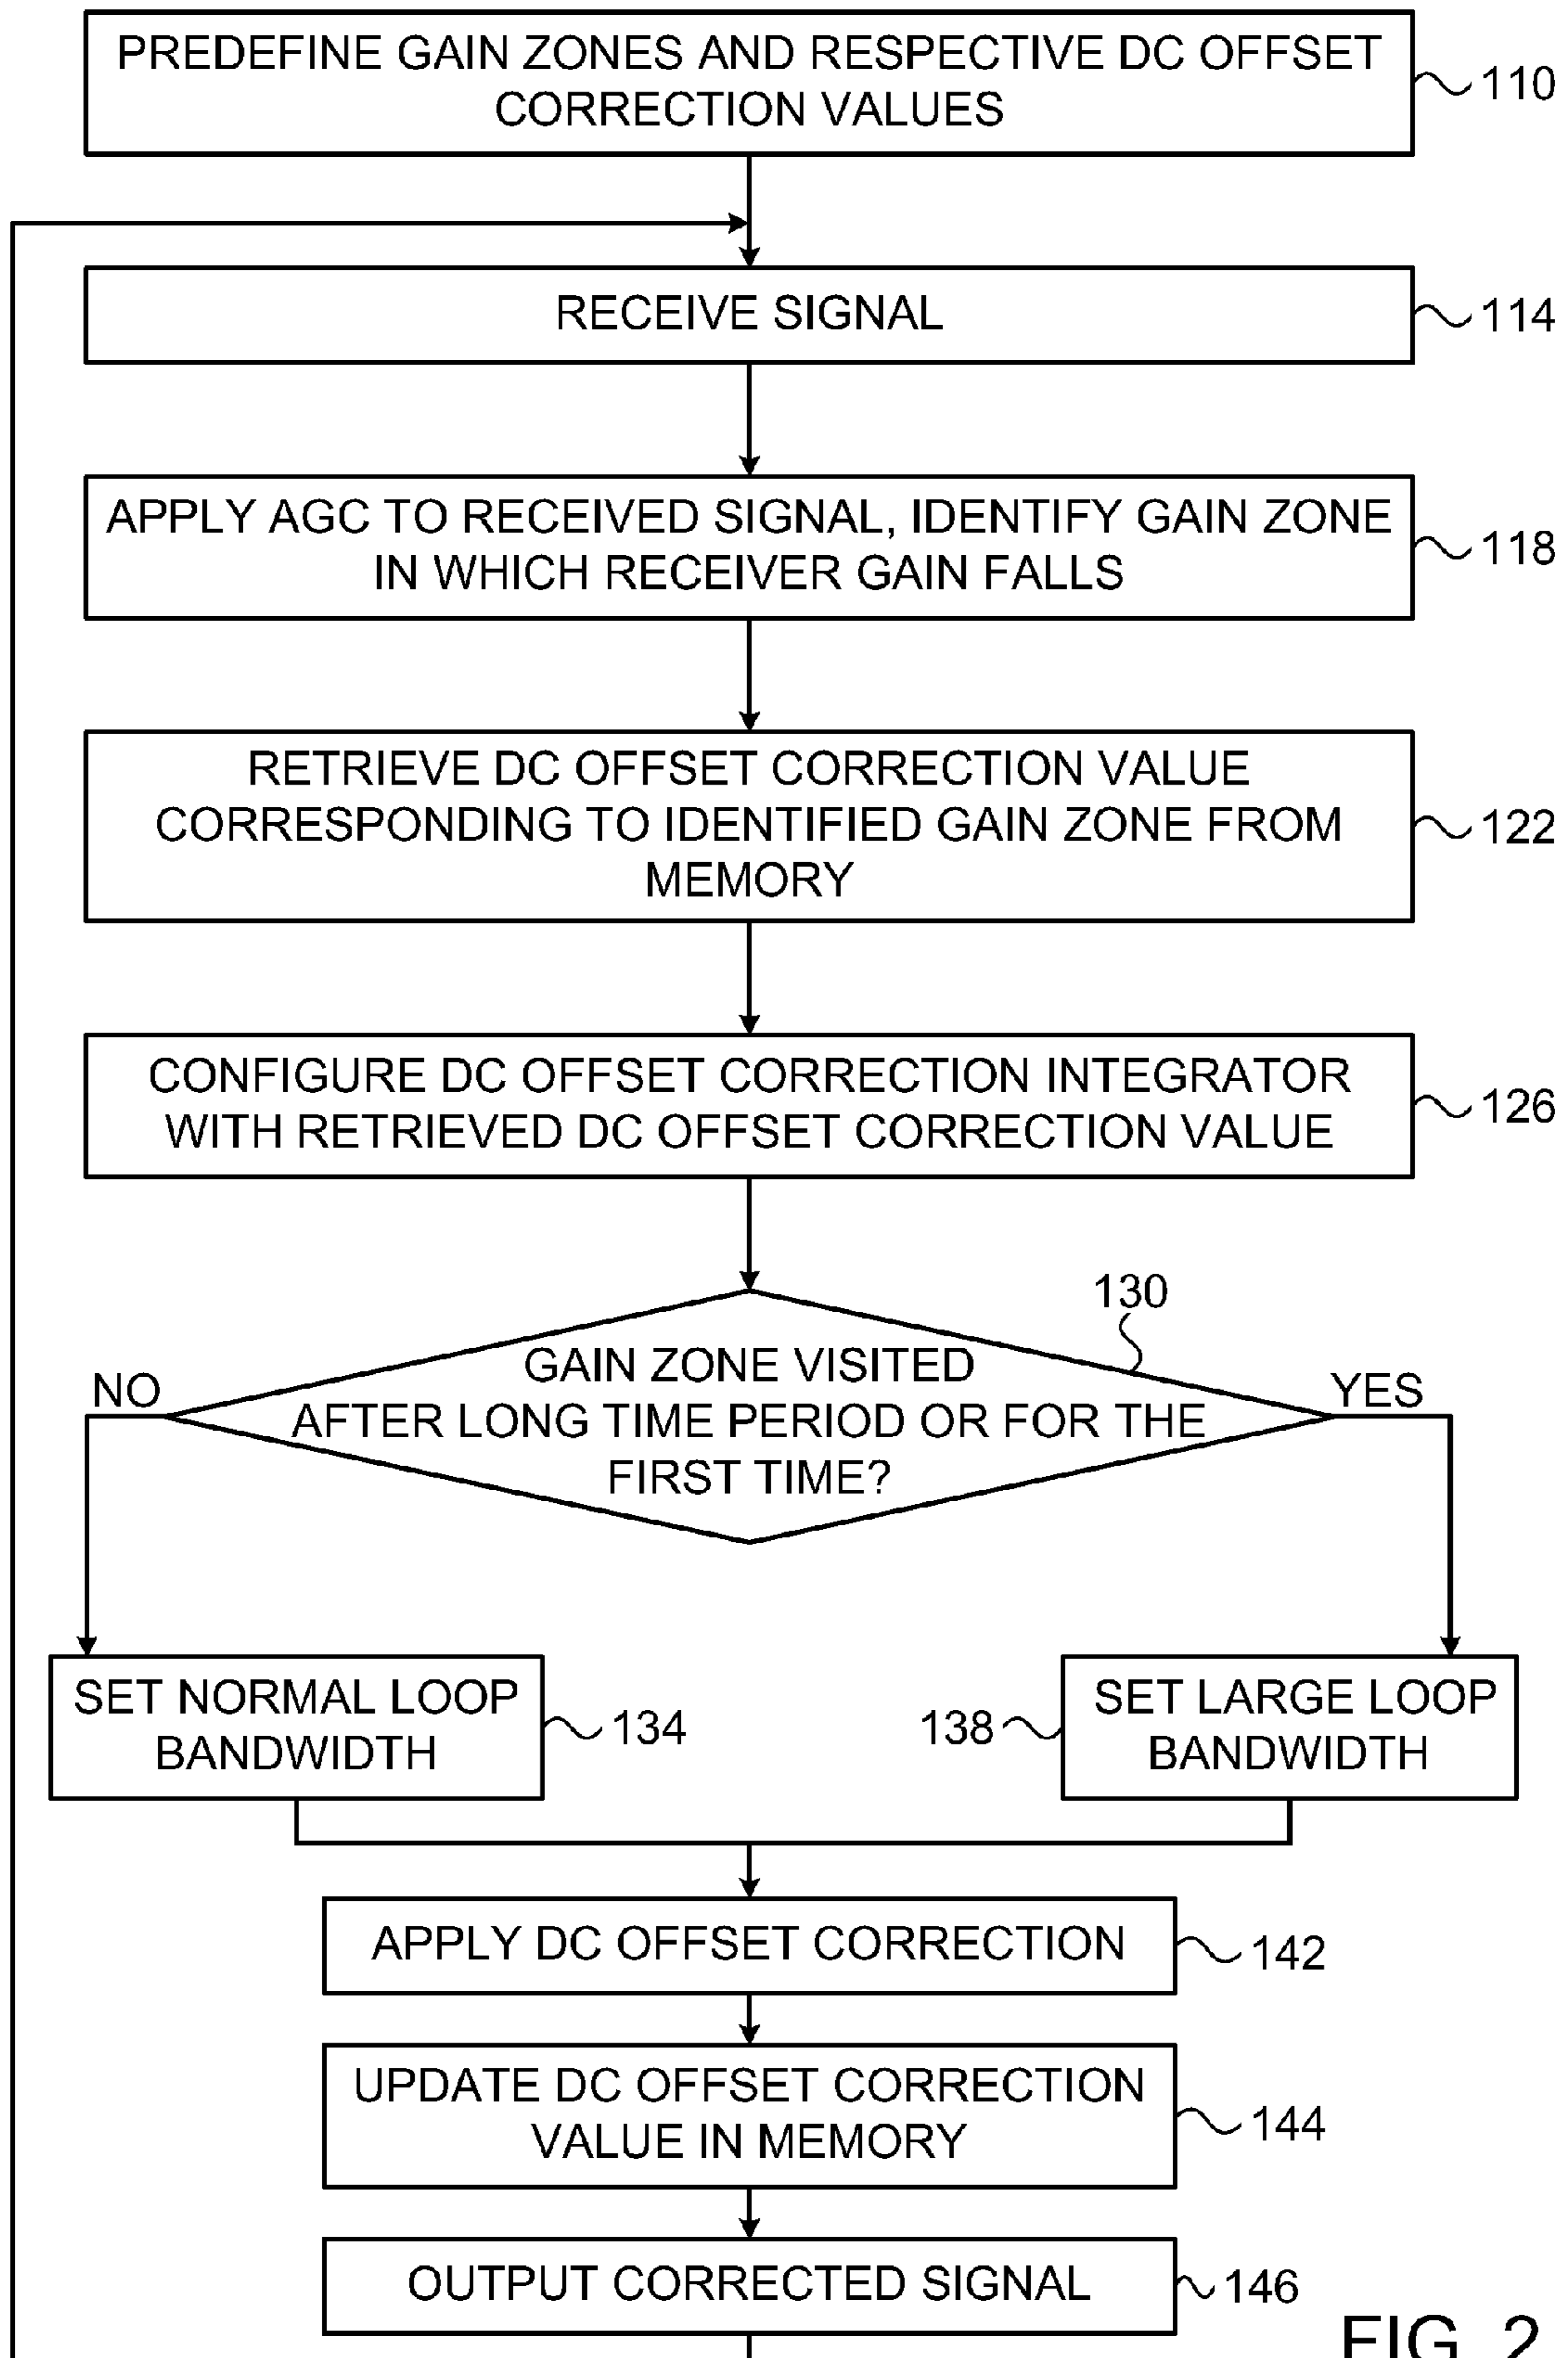 PREDEFINE GAIN ZONES AND RESPECTIVE DC OFFSET
CORRECTION VALUES
110
RECEIVE SIGNAL
114
APPLY AGC TO RECEIVED SIGNAL, IDENTIFY GAIN ZONE
IN WHICH RECEIVER GAIN FALLS
118
RETRIEVE DC OFFSET CORRECTION VALUE
CORRESPONDING TO IDENTIFIED GAIN ZONE FROM
MEMORY
122
CONFIGURE DC OFFSET CORRECTION INTEGRATOR
WITH RETRIEVED DC OFFSET CORRECTION VALUE
126
130
GAIN ZONE VISITED
AFTER LONG TIME PERIOD OR FOR THE
FIRST TIME?
NO
YES
SET NORMAL LOOP
BANDWIDTH
134
138
SET LARGE LOOP
BANDWIDTH
APPLY DC OFFSET CORRECTION
142
UPDATE DC OFFSET CORRECTION
VALUE IN MEMORY
144
OUTPUT CORRECTED SIGNAL
146
FIG. 2